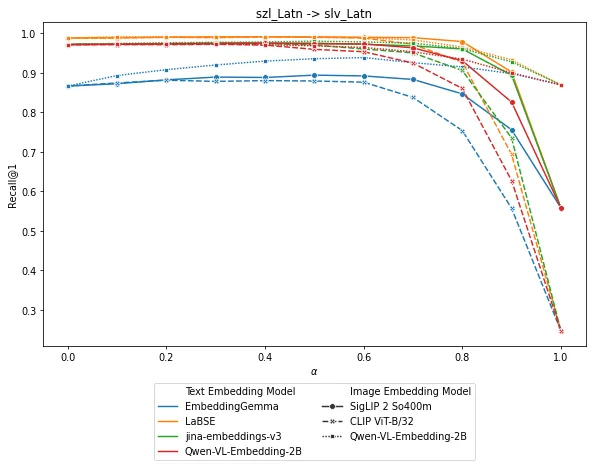 szl_Latn -> slv_Latn
1.0
0.9
0.8
0.7
0.6
0.5
0.4
0.3
Recall@1
0.0 0.2 0.4 0.6 0.8 1.0
α
Text Embedding Model Image Embedding Model
EmbeddingGemma SigLIP 2 So400m
LaBSE CLIP ViT-B/32
jina-embeddings-v3 Qwen-VL-Embedding-2B
Qwen-VL-Embedding-2B